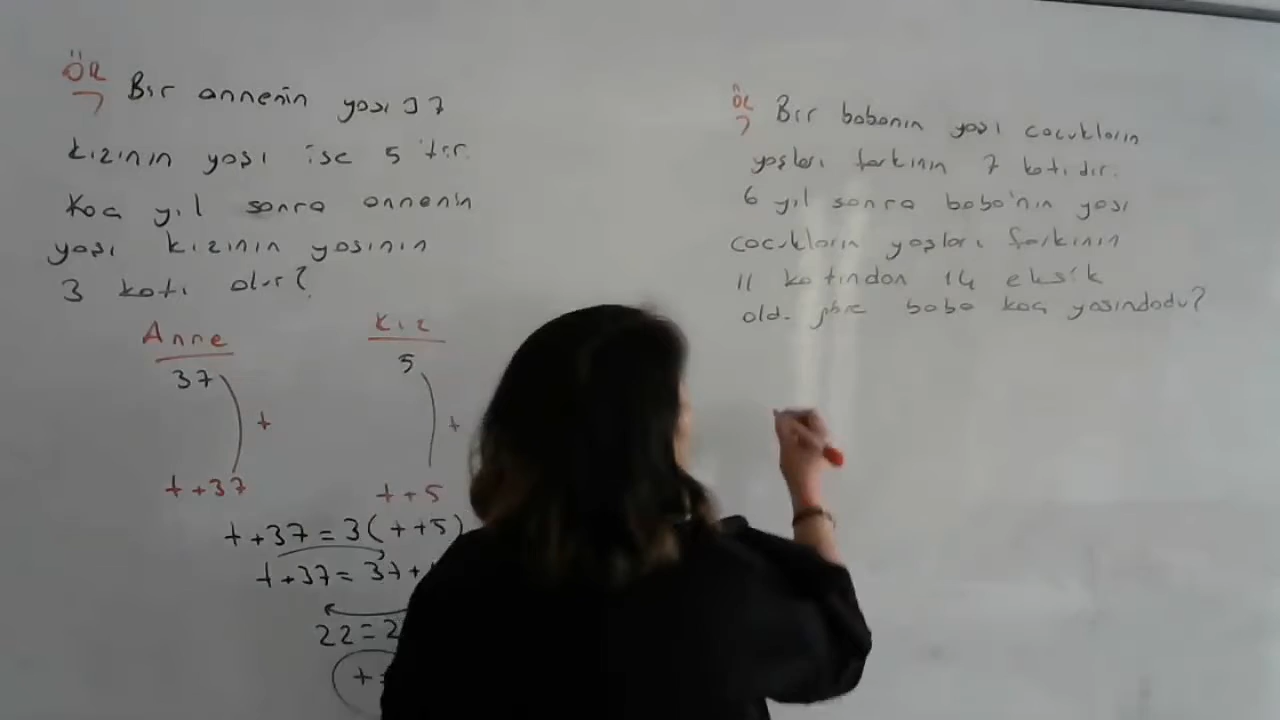 ÖR Bir annenin yaşı 37
kızının yaşı ise 5 'tir.
Kaç yıl sonra annenin
yaşı kızının yaşının
3 katı olur?
Anne Kız
37 5
t t
t+37 t+5
t+37=3(t+5)
t+37=3t+
22=2
t=
ÖR Bir babanın yaşı çocukların
yaşları farkının 7 katıdır.
6 yıl sonra baba'nın yaşı
çocukların yaşları farkının
11 katından 14 eksik
old. göre baba kaç yaşındadır?